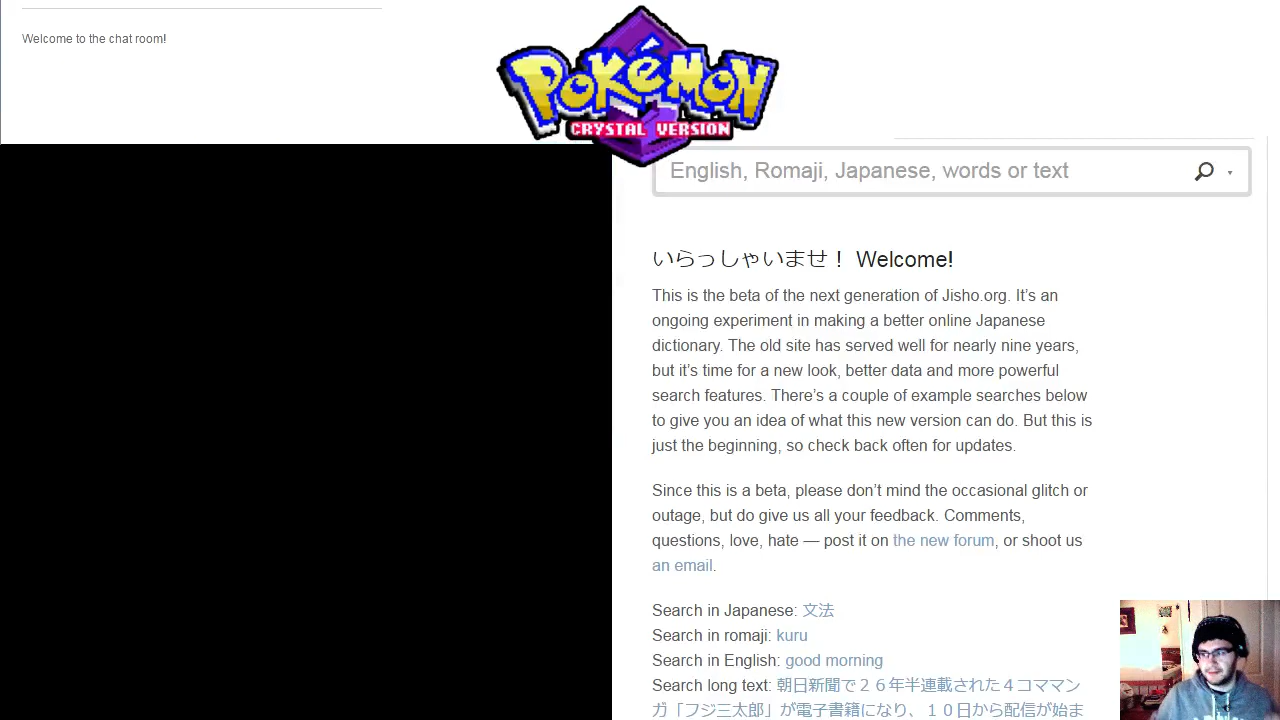 Welcome to the chat room!
POKéMON
CRYSTAL VERSION
English, Romaji, Japanese, words or text
いらっしゃいませ！ Welcome!
This is the beta of the next generation of Jisho.org. It’s an
ongoing experiment in making a better online Japanese
dictionary. The old site has served well for nearly nine years,
but it’s time for a new look, better data and more powerful
search features. There’s a couple of example searches below
to give you an idea of what this new version can do. But this is
just the beginning, so check back often for updates.
Since this is a beta, please don’t mind the occasional glitch or
outage, but do give us all your feedback. Comments,
questions, love, hate — post it on the new forum, or shoot us
an email.
Search in Japanese: 文法
Search in romaji: kuru
Search in English: good morning
Search long text: 朝日新聞で２６年半連載された４コママン
ガ「フジ三太郎」が電子書籍になり、１０日から配信が始ま